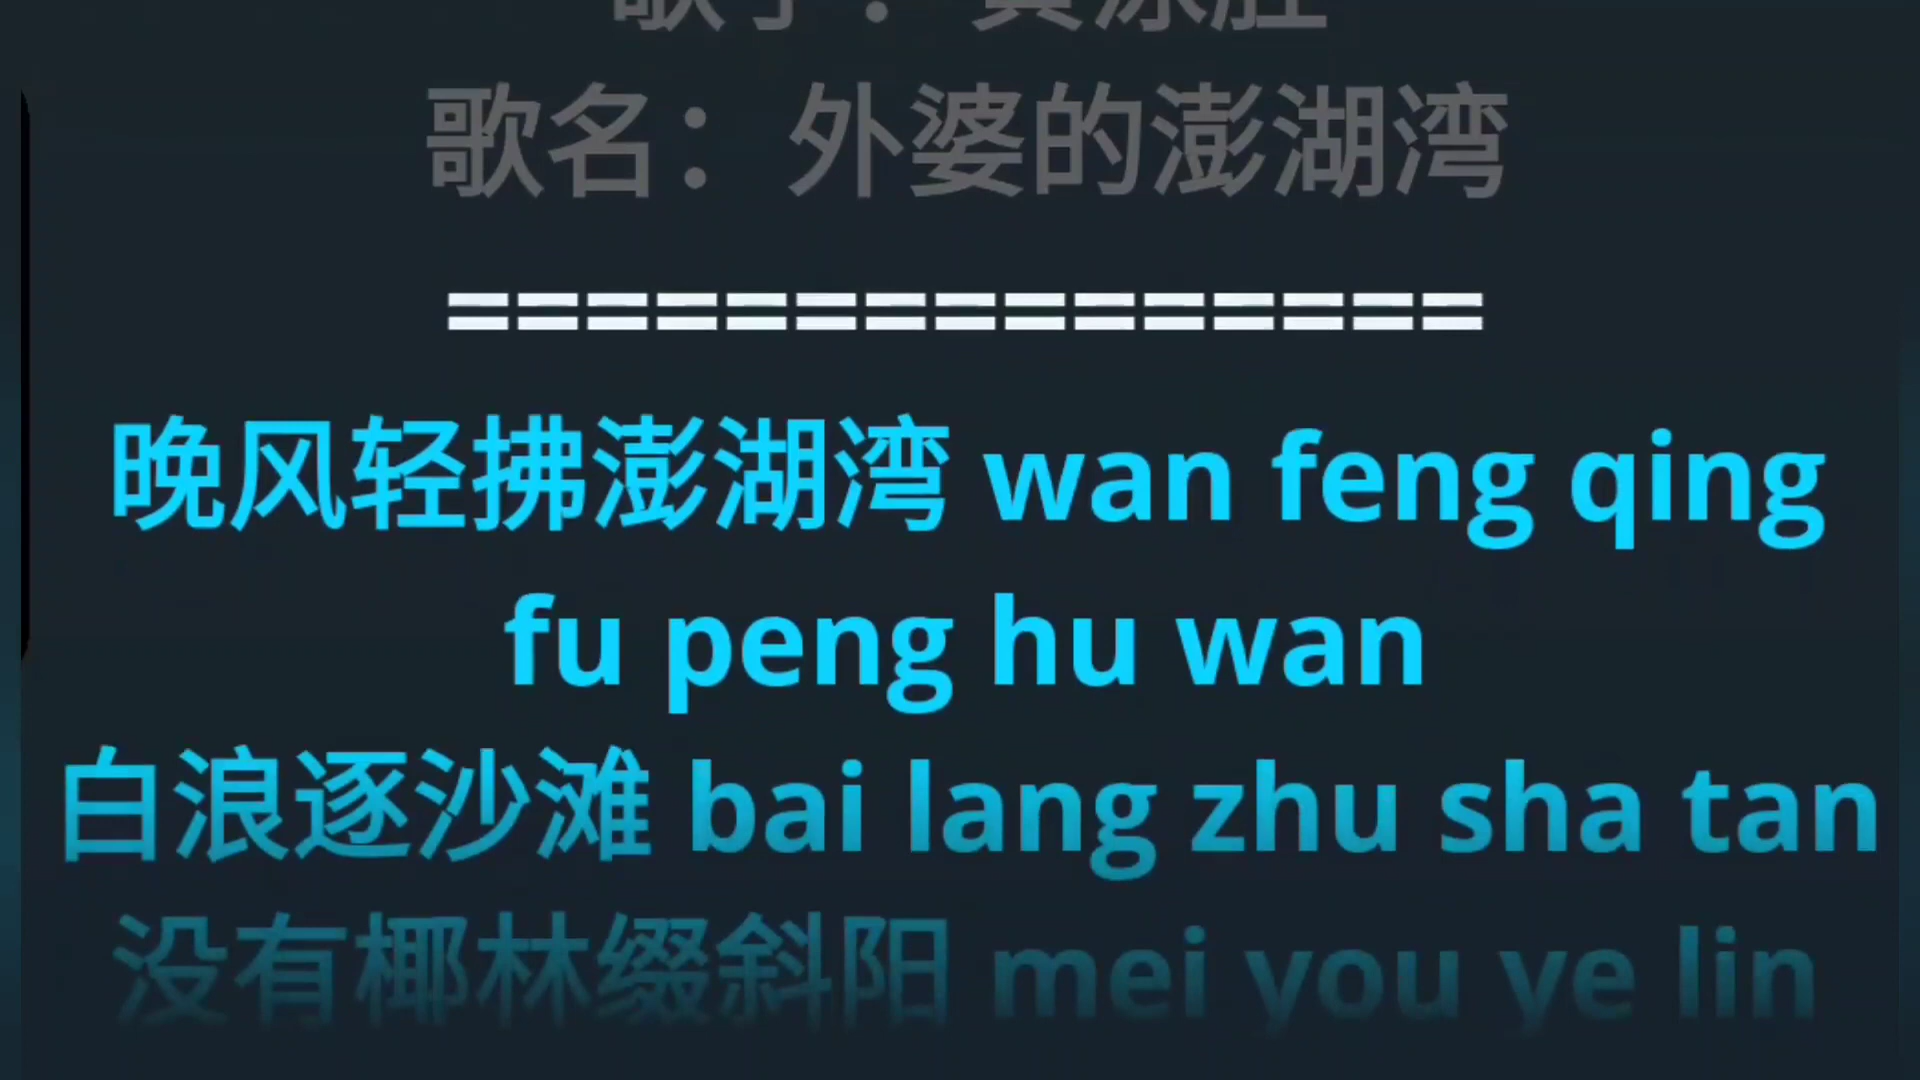 歌手：
歌名：外婆的澎湖湾
===============
晚风轻拂澎湖湾 wan feng qing
fu peng hu wan
白浪逐沙滩 bai lang zhu sha tan
没有椰林缀斜阳 mei you ye lin